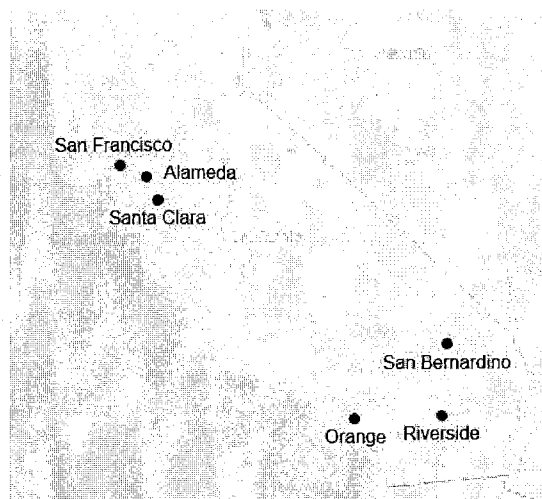 San Francisco
Alameda
Santa Clara
San Bernardino
Orange
Riverside